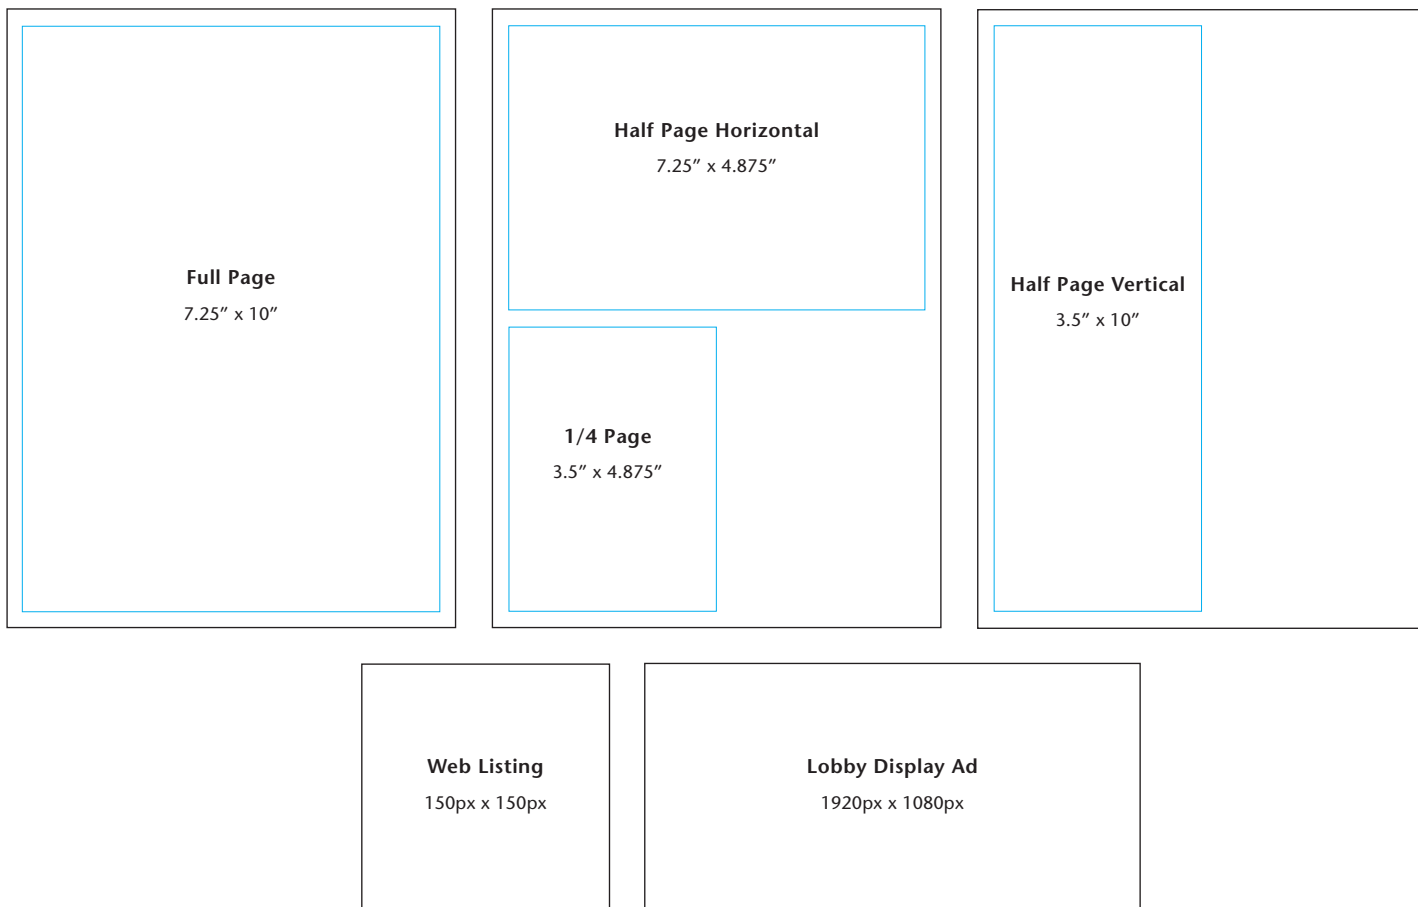 Full Page
7.25″ x 10″
Half Page Horizontal
7.25″ x 4.875″
1/4 Page
3.5″ x 4.875″
Half Page Vertical
3.5″ x 10″
Web Listing
150px x 150px
Lobby Display Ad
1920px x 1080px